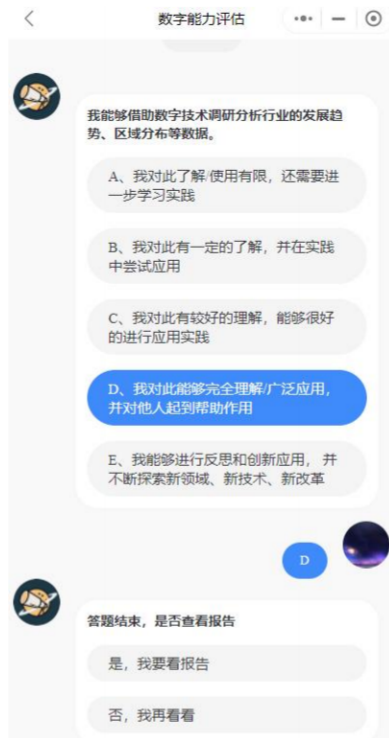 数字能力评估
我能够借助数字技术调研分析行业的发展趋
势、区域分布等数据。
A、我对此了解/使用有限，还需要进
一步学习实践
B、我对此有一定的了解，并在实践
中尝试应用
C、我对此有较好的理解，能够很好
的进行应用实践
D、我对此能够完全理解/广泛应用，
并对他人起到帮助作用
E、我能够进行反思和创新应用， 并
不断探索新领域、新技术、新改革
D
答题结束，是否查看报告
是，我要看报告
否，我再看看